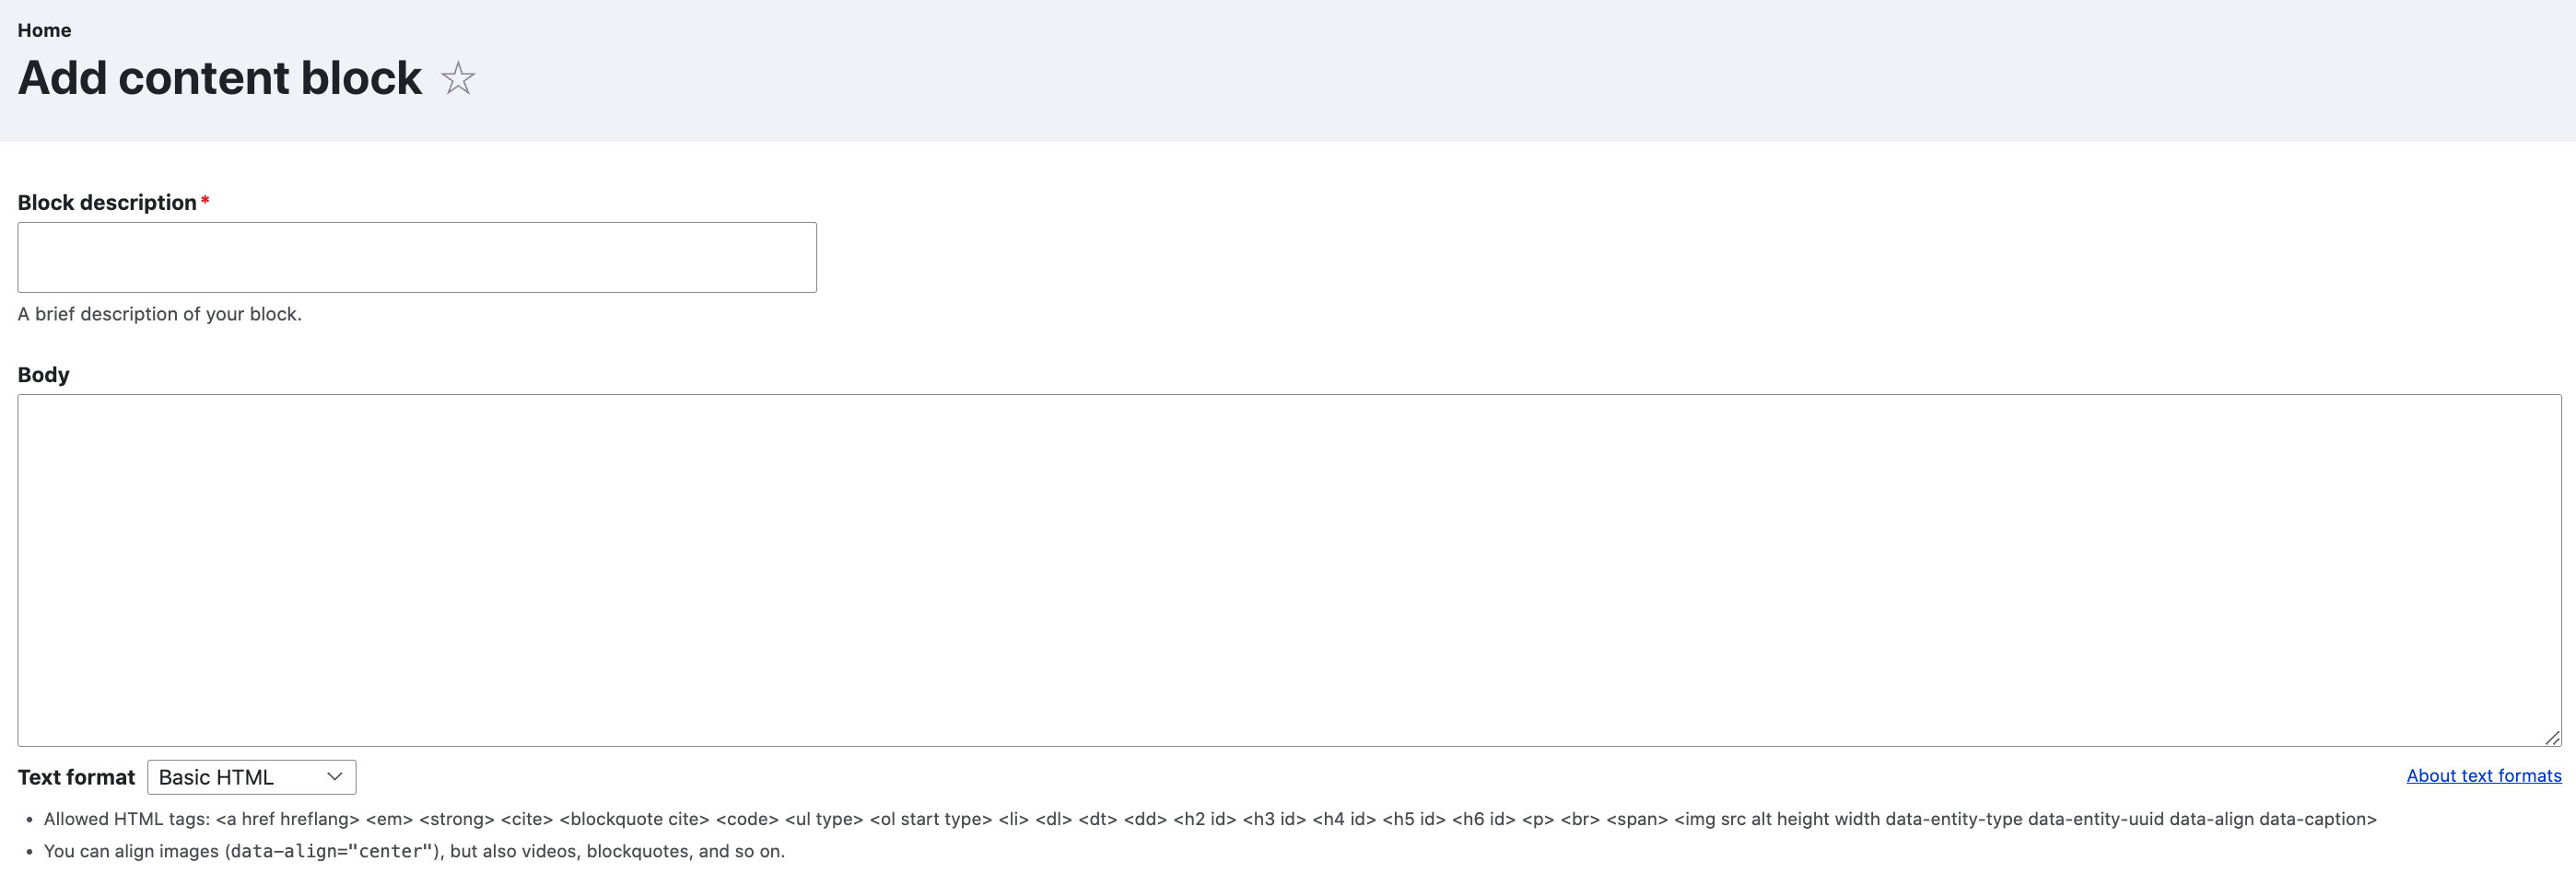 Home
Add content block
Block description*
A brief description of your block.
Body
Text format Basic HTML About text formats
Allowed HTML tags: <a href hreflang> <em> <strong> <cite> <blockquote cite> <code> <ul type> <ol start type> <li> <dl> <dt> <dd> <h2 id> <h3 id> <h4 id> <h5 id> <h6 id> <p> <br> <span> <img src alt height width data-entity-type data-entity-uuid data-align data-caption>
You can align images (data-align="center"), but also videos, blockquotes, and so on.